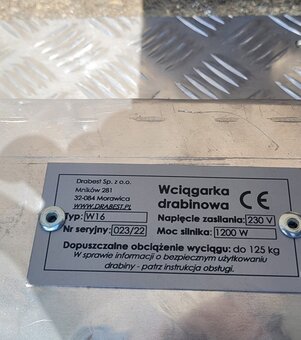 Drabest Sp. z o.o.
Mników 281
32-084 Morawica
WWW.DRABEST.PL
Typ: W16
Nr seryjny: 023/22
Wciągarka
drabinowa
CE
Napięcie zasilania: 230 V
Moc silnika: 1200 W
Dopuszczalne obciążenie wyciągu: do 125 kg
W sprawie informacji o bezpiecznym użytkowaniu
drabiny - patrz instrukcja obsługi.